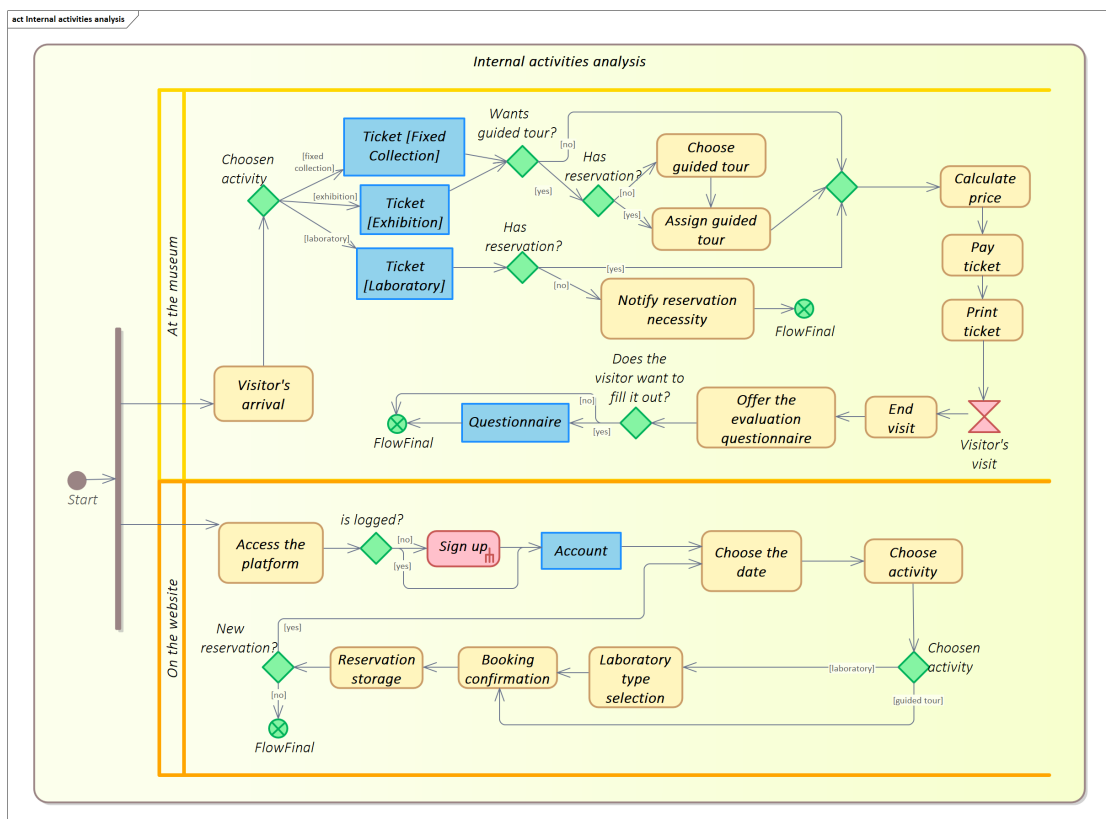 act Internal activities analysis
Internal activities analysis
At the museum
Choosen
activity
[fixed
collection]
[exhibition]
[laboratory]
Ticket [Fixed
Collection]
Ticket
[Exhibition]
Ticket
[Laboratory]
Wants
guided tour?
[no]
[yes]
Has
reservation?
[no]
[yes]
Choose
guided tour
Assign guided
tour
Has
reservation?
[yes]
[no]
Notify reservation
necessity
FlowFinal
Calculate
price
Pay
ticket
Print
ticket
Visitor's
visit
End
visit
Offer the
evaluation
questionnaire
Does the
visitor want to
fill it out?
[no]
[yes]
Questionnaire
FlowFinal
Visitor's
arrival
Start
On the website
Access the
platform
is logged?
[no]
[yes]
Sign up
Account
Choose the
date
Choose
activity
Choosen
activity
[laboratory]
[guided tour]
Laboratory
type
selection
Booking
confirmation
Reservation
storage
New
reservation?
[yes]
[no]
FlowFinal